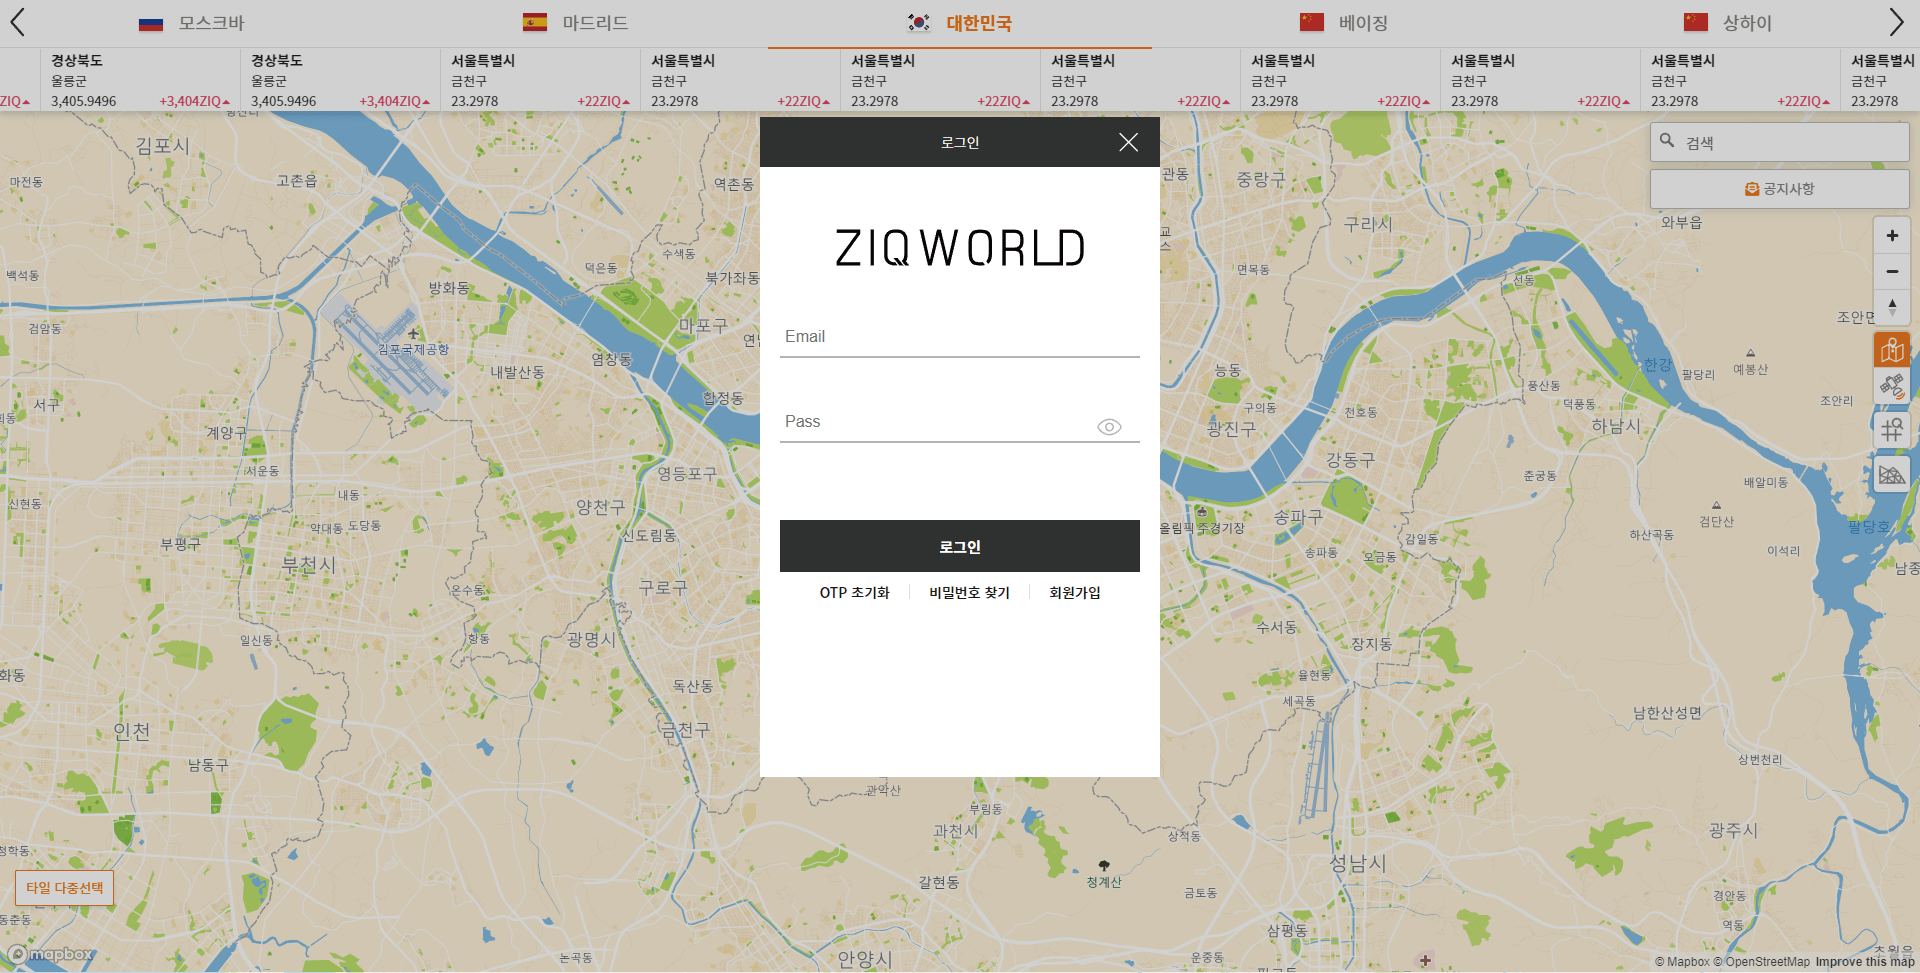 모스크바
마드리드
대한민국
베이징
상하이
경상북도
울릉군
3,405.9496 +3,404ZIQ
경상북도
울릉군
3,405.9496 +3,404ZIQ
서울특별시
금천구
23.2978 +22ZIQ
서울특별시
금천구
23.2978 +22ZIQ
서울특별시
금천구
23.2978 +22ZIQ
서울특별시
금천구
23.2978 +22ZIQ
서울특별시
금천구
23.2978 +22ZIQ
서울특별시
금천구
23.2978 +22ZIQ
서울특별시
금천구
23.2978 +22ZIQ
서울특별시
금천구
23.2978
ZIQ
로그인
ZIQWORLD
Email
Pass
로그인
OTP 초기화
비밀번호 찾기
회원가입
검색
공지사항
김포시
마전동
고촌읍
역촌동
수색동
덕은동
북가좌동
백석동
방화동
마포구
검암동
김포국제공항
염창동
내발산동
합정동
서구
계양구
서운동
영등포구
신현동
내동
양천구
약대동
도당동
부평구
신도림동
부천시
온수동
구로구
일신동
항동
광명시
화동
독산동
인천
금천구
남동구
관악산
부림동
과천시
청학동
갈현동
청계산
동춘동
논곡동
안양시
관동
중랑구
구리시
와부읍
면목동
선동
조안면
한강
팔당리
예봉산
능동
풍산동
조안리
구의동
천호동
덕풍동
광진구
하남시
강동구
춘궁동
배알미동
올림픽주경기장
송파구
검단산
팔당호
감일동
하산곡동
송파동
오금동
이석리
남종
수서동
장지동
율현동
세곡동
남한산성면
상번천리
상적동
광주시
성남시
금토동
경안동
역동
삼평동
운중동
초월읍
타일 다중선택
mapbox
© Mapbox © OpenStreetMap Improve this map